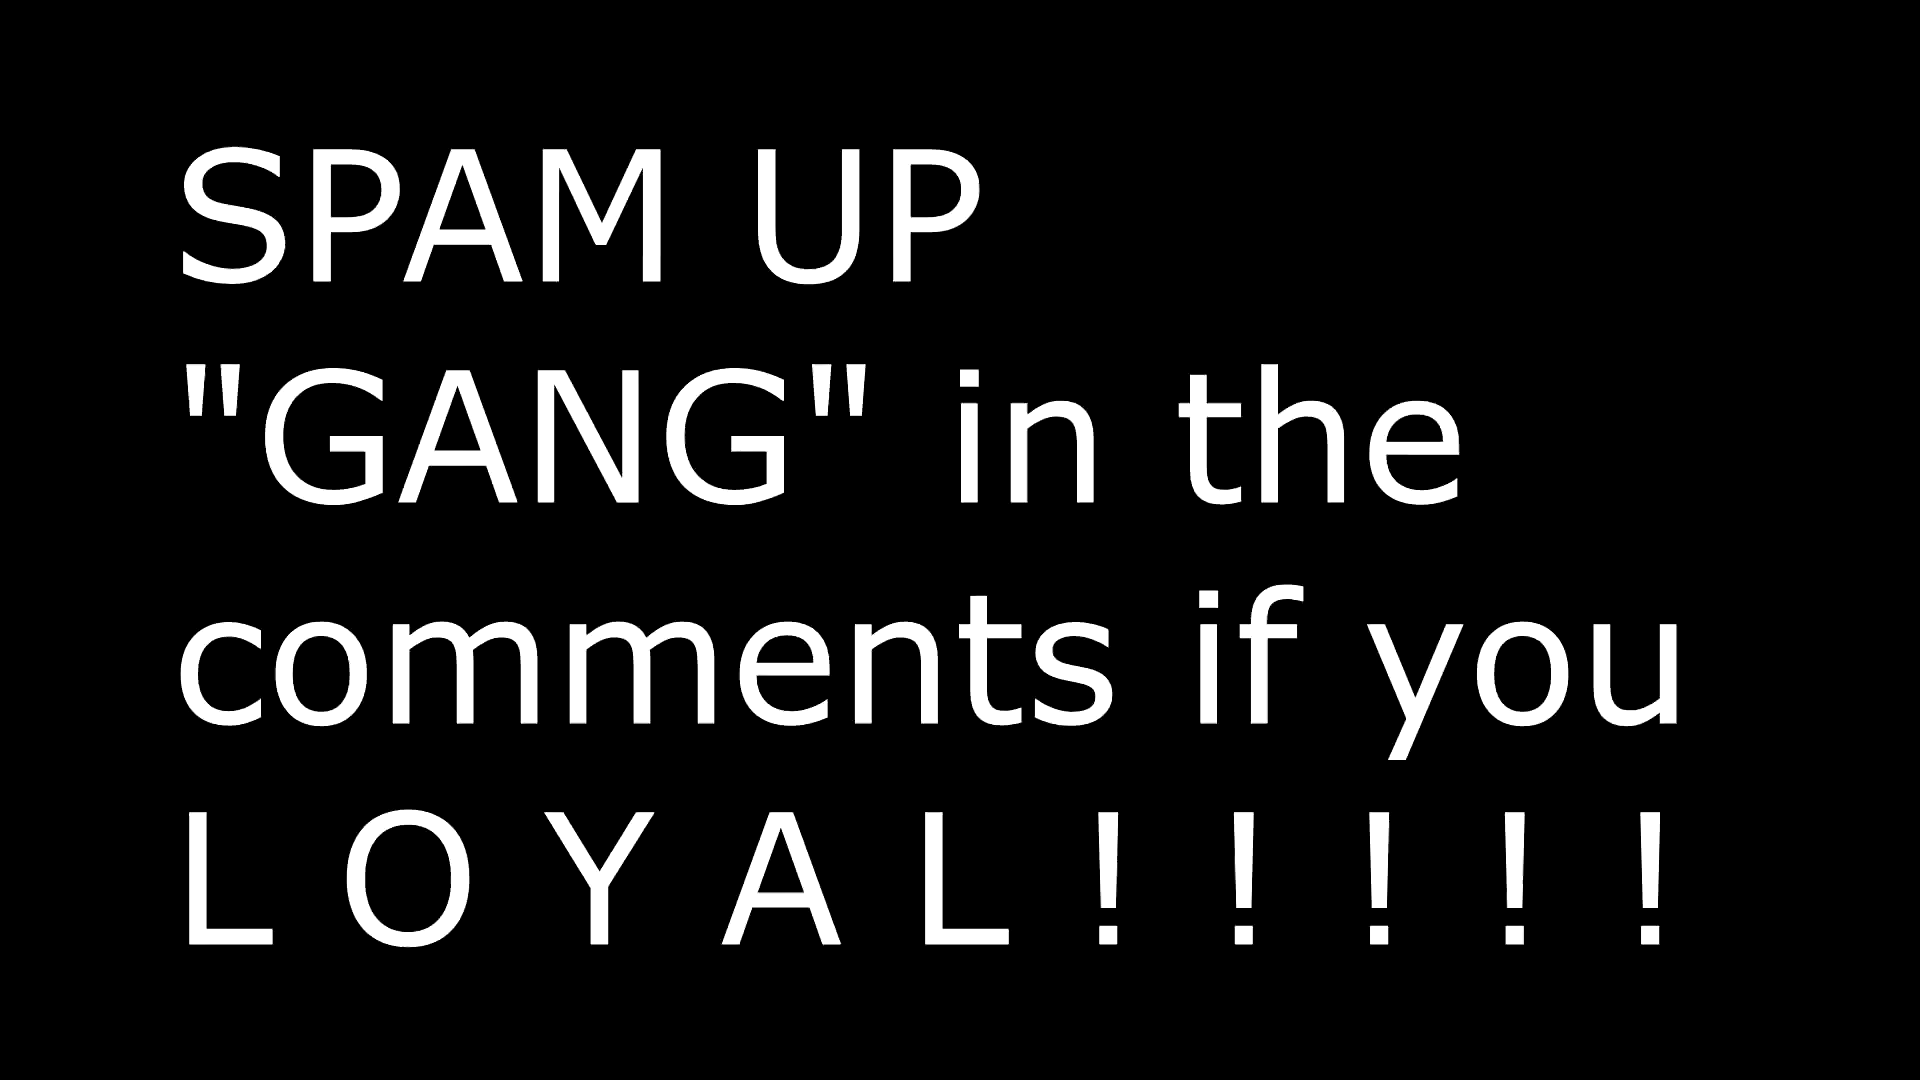 SPAM UP
"GANG" in the
comments if you
L O Y A L ! ! ! ! !